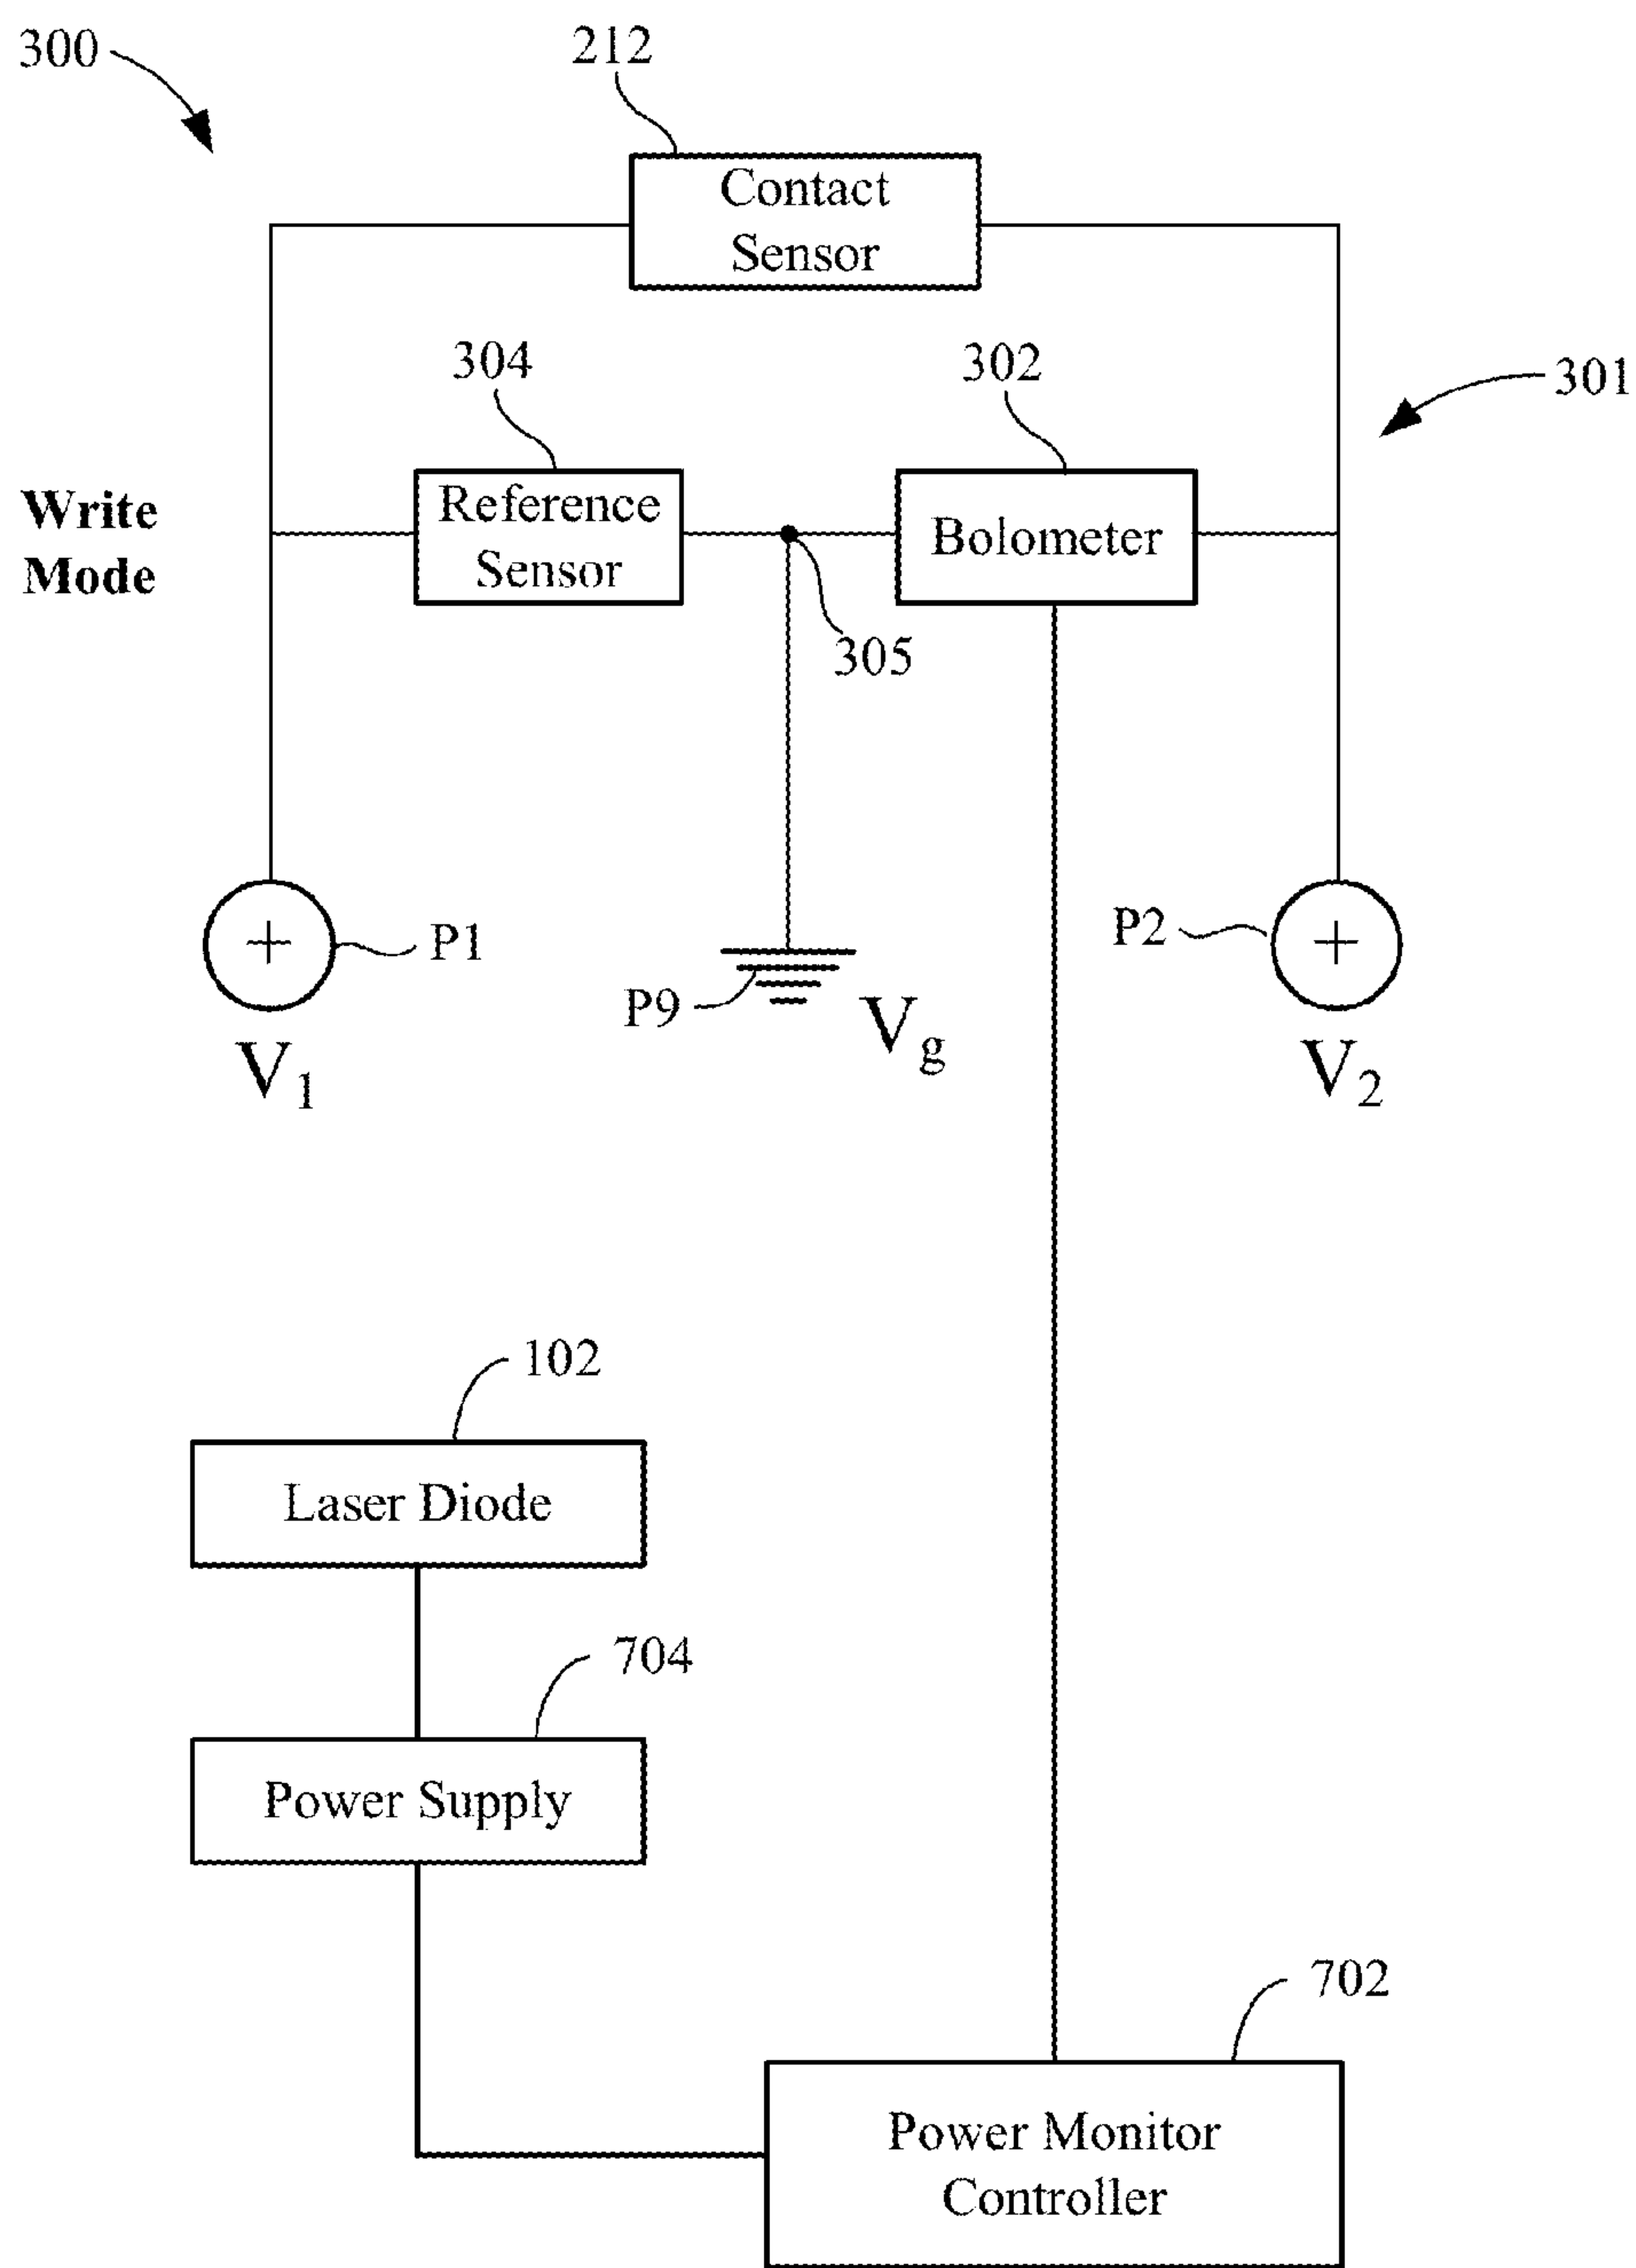 300
212
Contact
Sensor
304
302
301
Write
Mode
Reference
Sensor
Bolometer
305
+
P1
P9
Vg
P2
+
V1
V2
102
Laser Diode
704
Power Supply
702
Power Monitor
Controller